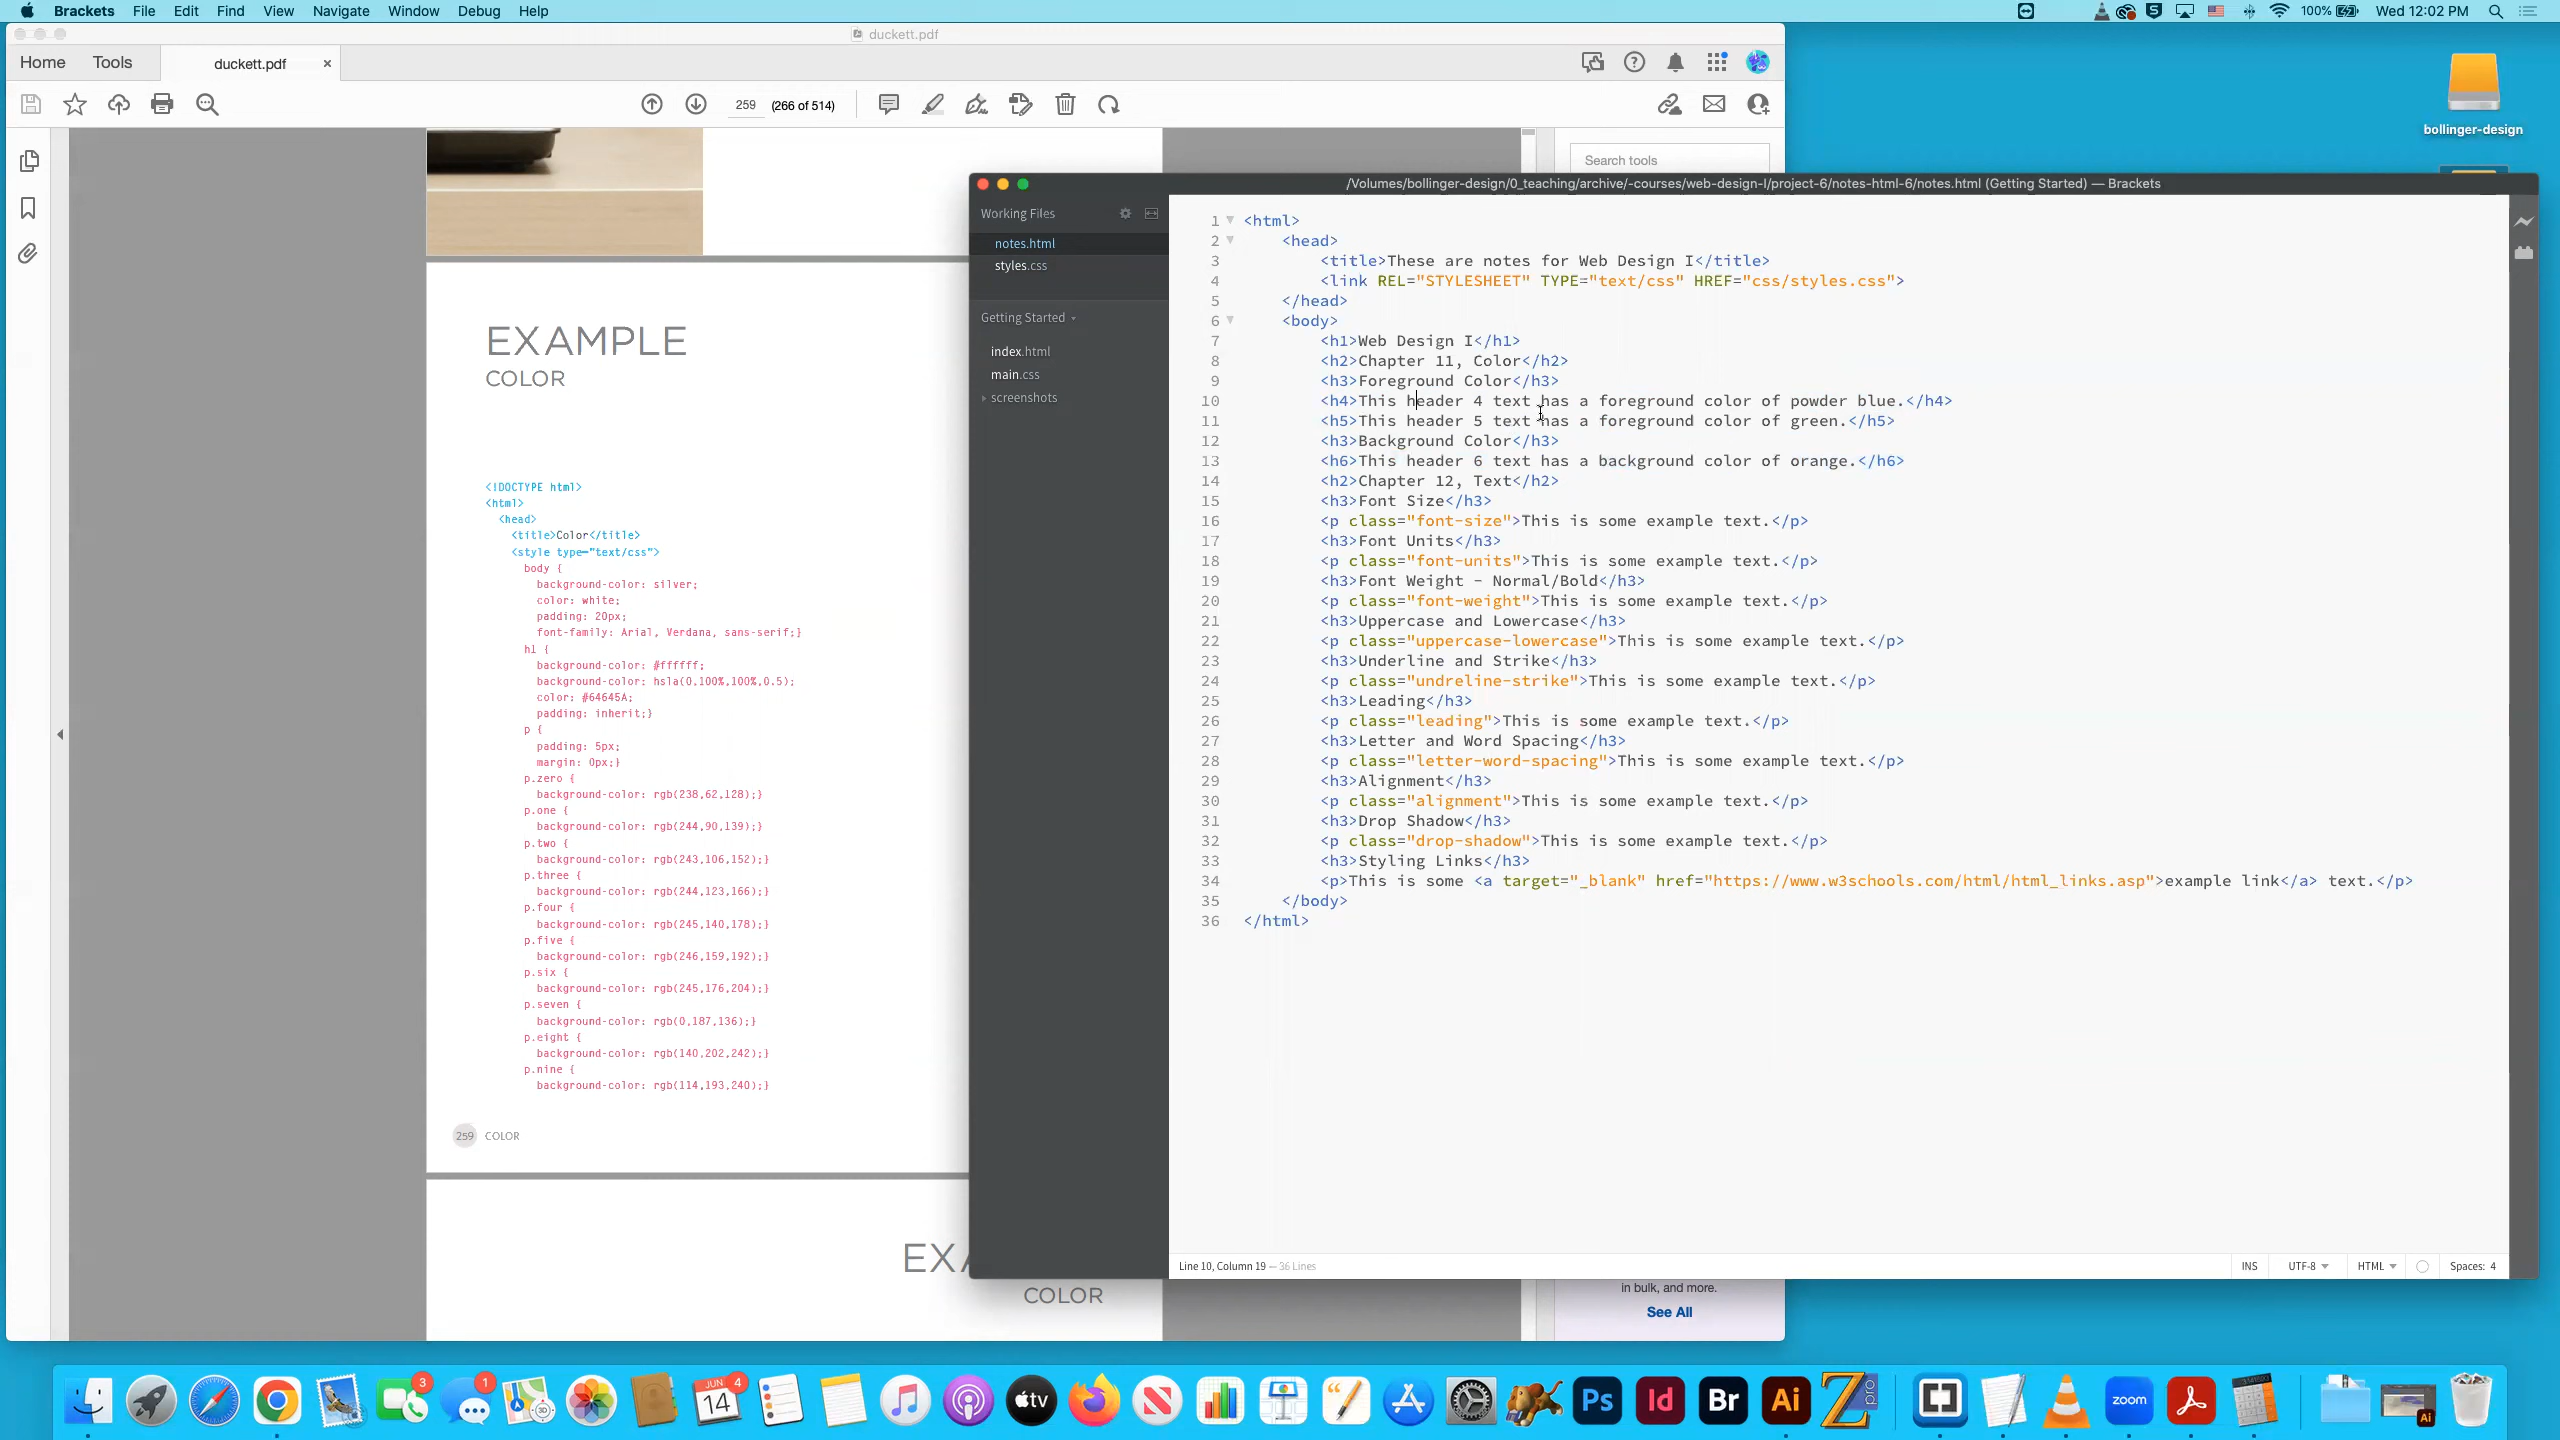 Brackets File Edit Find View Navigate Window Debug Help
100% Wed 12:02 PM
duckett.pdf
Home Tools duckett.pdf ×
259 (266 of 514)
Search tools
bollinger-design
EXAMPLE
COLOR
<!DOCTYPE html>
<html>
<head>
<title>Color</title>
<style type="text/css">
body {
background-color: silver;
color: white;
padding: 20px;
font-family: Arial, Verdana, sans-serif;}
h1 {
background-color: #ffffff;
background-color: hsla(0,100%,100%,0.5);
color: #64645A;
padding: inherit;}
p {
padding: 5px;
margin: 0px;}
p.zero {
background-color: rgb(238,62,128);}
p.one {
background-color: rgb(244,90,139);}
p.two {
background-color: rgb(243,106,152);}
p.three {
background-color: rgb(244,123,166);}
p.four {
background-color: rgb(245,140,178);}
p.five {
background-color: rgb(246,159,192);}
p.six {
background-color: rgb(245,176,204);}
p.seven {
background-color: rgb(0,187,136);}
p.eight {
background-color: rgb(140,202,242);}
p.nine {
background-color: rgb(114,193,240);}
259 COLOR
EXA
COLOR
in bulk, and more.
See All
/Volumes/bollinger-design/0_teaching/archive/-courses/web-design-I/project-6/notes-html-6/notes.html (Getting Started) — Brackets
Working Files
notes.html
styles.css
Getting Started
index.html
main.css
screenshots
1 <html>
2 <head>
3 <title>These are notes for Web Design I</title>
4 <link REL="STYLESHEET" TYPE="text/css" HREF="css/styles.css">
5 </head>
6 <body>
7 <h1>Web Design I</h1>
8 <h2>Chapter 11, Color</h2>
9 <h3>Foreground Color</h3>
10 <h4>This header 4 text has a foreground color of powder blue.</h4>
11 <h5>This header 5 text has a foreground color of green.</h5>
12 <h3>Background Color</h3>
13 <h6>This header 6 text has a background color of orange.</h6>
14 <h2>Chapter 12, Text</h2>
15 <h3>Font Size</h3>
16 <p class="font-size">This is some example text.</p>
17 <h3>Font Units</h3>
18 <p class="font-units">This is some example text.</p>
19 <h3>Font Weight - Normal/Bold</h3>
20 <p class="font-weight">This is some example text.</p>
21 <h3>Uppercase and Lowercase</h3>
22 <p class="uppercase-lowercase">This is some example text.</p>
23 <h3>Underline and Strike</h3>
24 <p class="undreline-strike">This is some example text.</p>
25 <h3>Leading</h3>
26 <p class="leading">This is some example text.</p>
27 <h3>Letter and Word Spacing</h3>
28 <p class="letter-word-spacing">This is some example text.</p>
29 <h3>Alignment</h3>
30 <p class="alignment">This is some example text.</p>
31 <h3>Drop Shadow</h3>
32 <p class="drop-shadow">This is some example text.</p>
33 <h3>Styling Links</h3>
34 <p>This is some <a target="_blank" href="https://www.w3schools.com/html/html_links.asp">example link</a> text.</p>
35 </body>
36 </html>
Line 10, Column 19 — 36 Lines
INS UTF-8 HTML Spaces: 4
3 1 JUN 14 4 tv Ps Id Br Ai Z pro zoom Ai